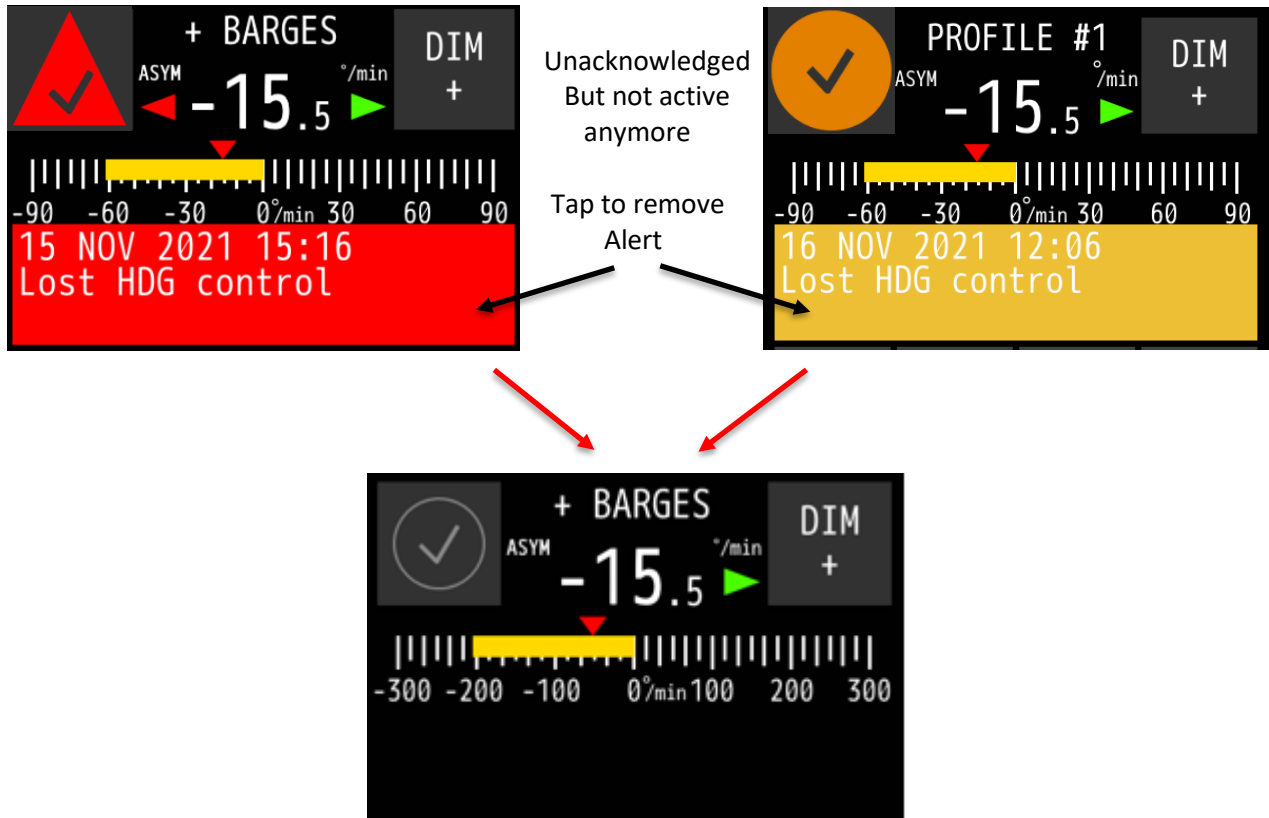 + BARGES
DIM
+
ASYM
-15.5
°/min
-90 -60 -30 0°/min 30 60 90
15 NOV 2021 15:16
Lost HDG control
Unacknowledged
But not active
anymore
Tap to remove
Alert
PROFILE #1
DIM
+
ASYM
-15.5
°/min
-90 -60 -30 0°/min 30 60 90
16 NOV 2021 12:06
Lost HDG control
+ BARGES
DIM
+
ASYM
-15.5
°/min
-300 -200 -100 0°/min 100 200 300